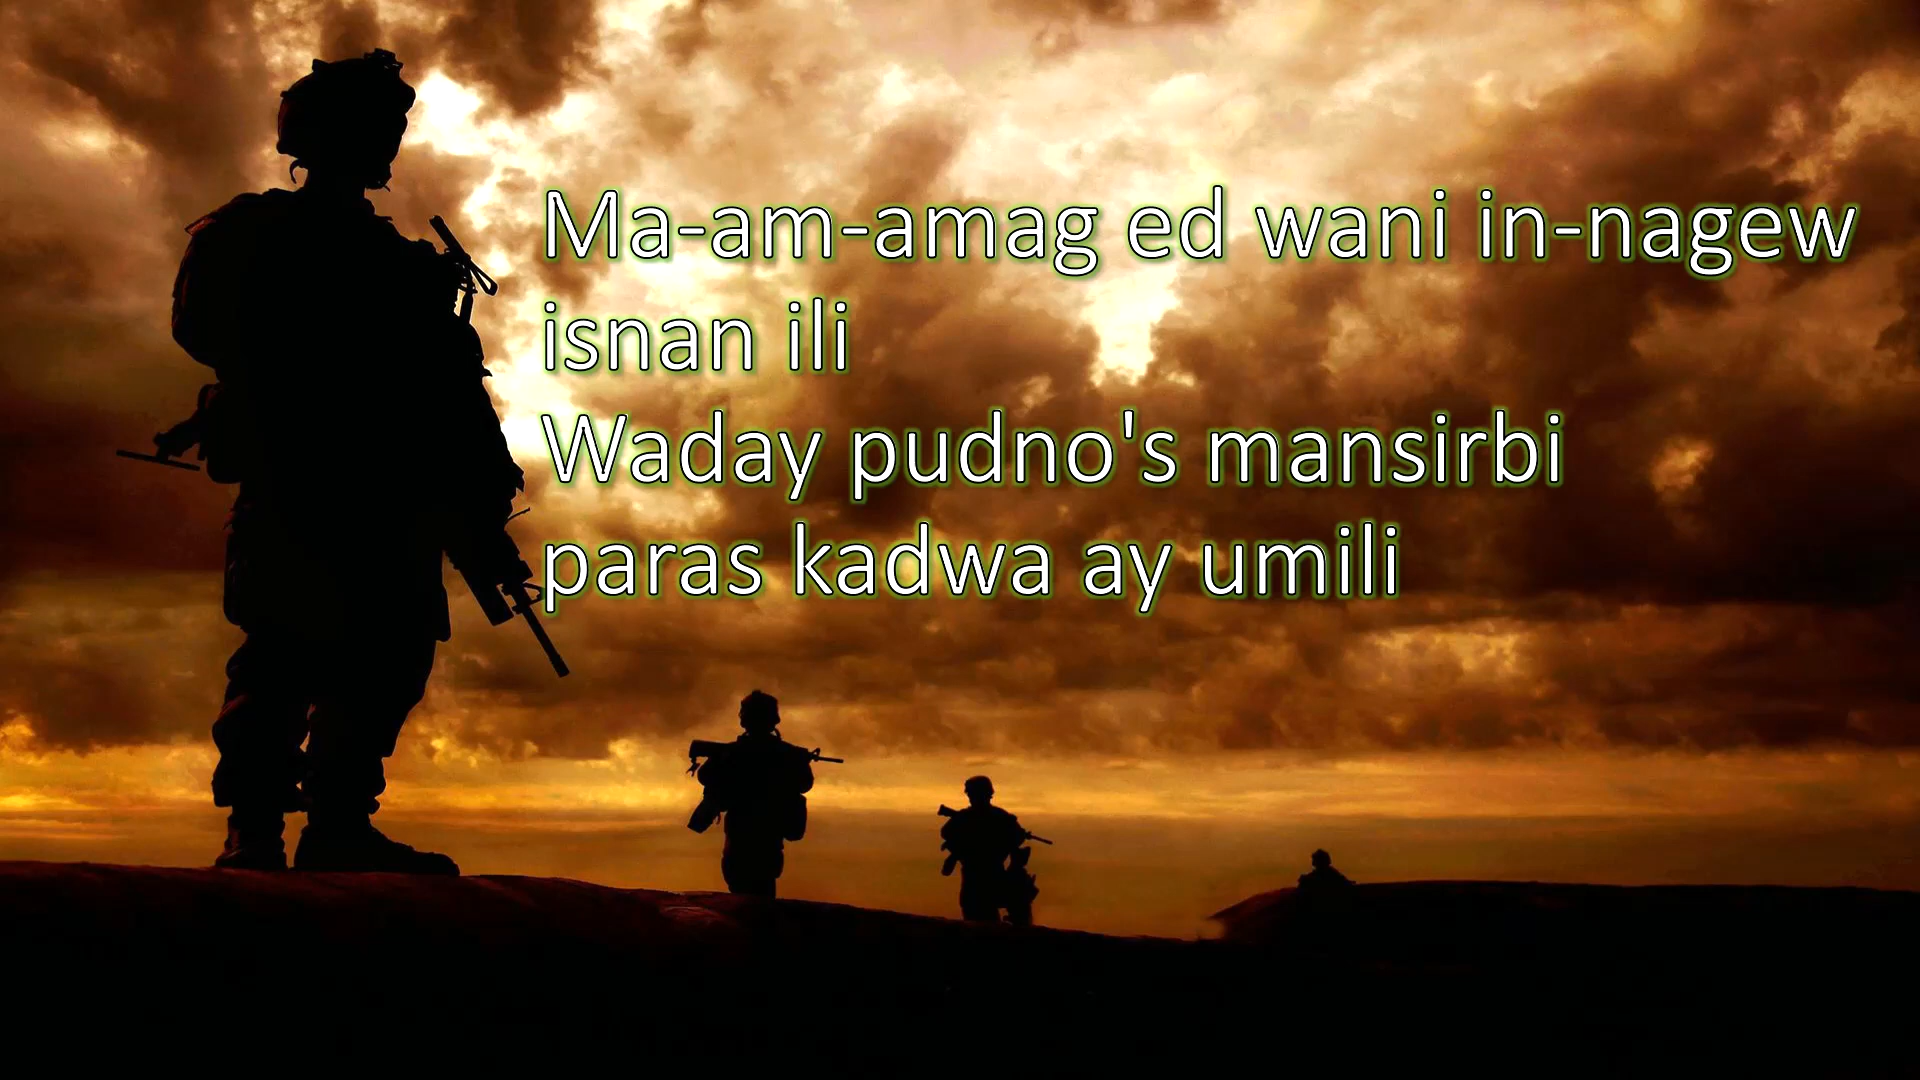 Ma-am-amag ed wani in-nagew
isnan ili
Waday pudno's mansirbi
paras kadwa ay umili